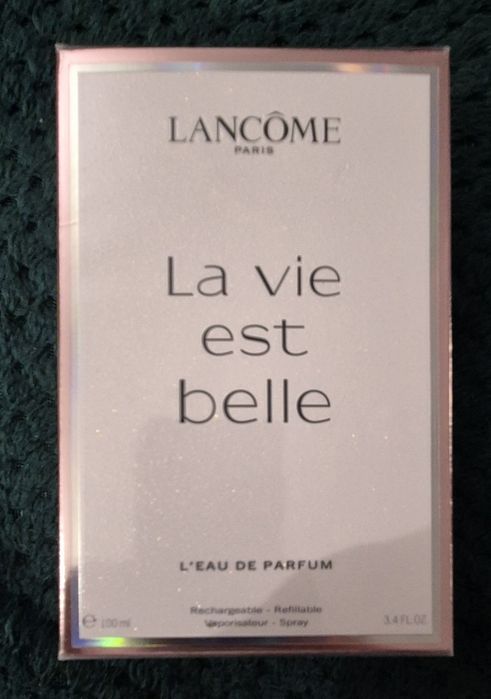 LANCÔME
PARIS
La vie
est
belle
L'EAU DE PARFUM
Rechargeable - Refillable
Vaporisateur - Spray
℮ 100 ml
3.4 FL.OZ.